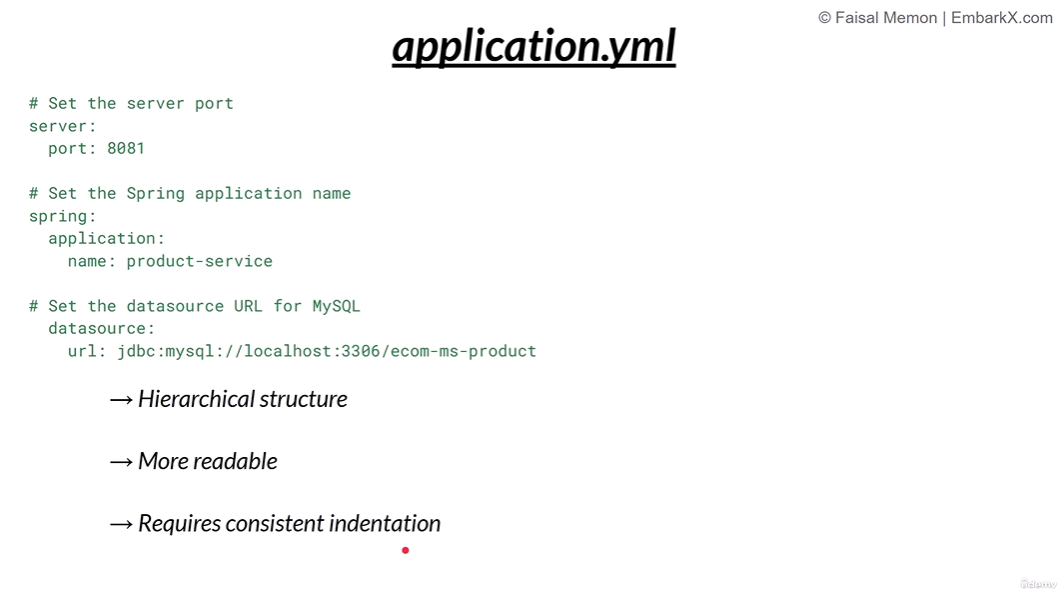 © Faisal Memon | EmbarkX.com
application.yml
# Set the server port
server:
  port: 8081
# Set the Spring application name
spring:
  application:
    name: product-service
# Set the datasource URL for MySQL
  datasource:
    url: jdbc:mysql://localhost:3306/ecom-ms-product
→ Hierarchical structure
→ More readable
→ Requires consistent indentation
ûdemy